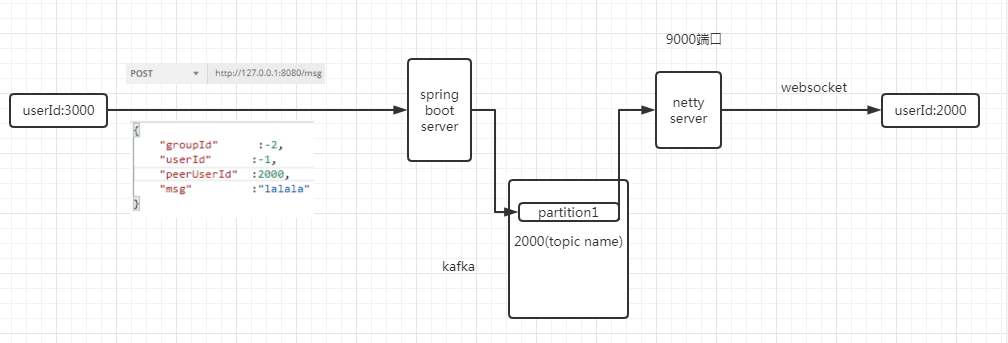 9000端口
POST
http://127.0.0.1:8080/msg
userId:3000
spring
boot
server
netty
server
websocket
userId:2000
{
"groupId" :-2,
"userId" :-1,
"peerUserId" :2000,
"msg" :"lalala"
}
partition1
2000(topic name)
kafka